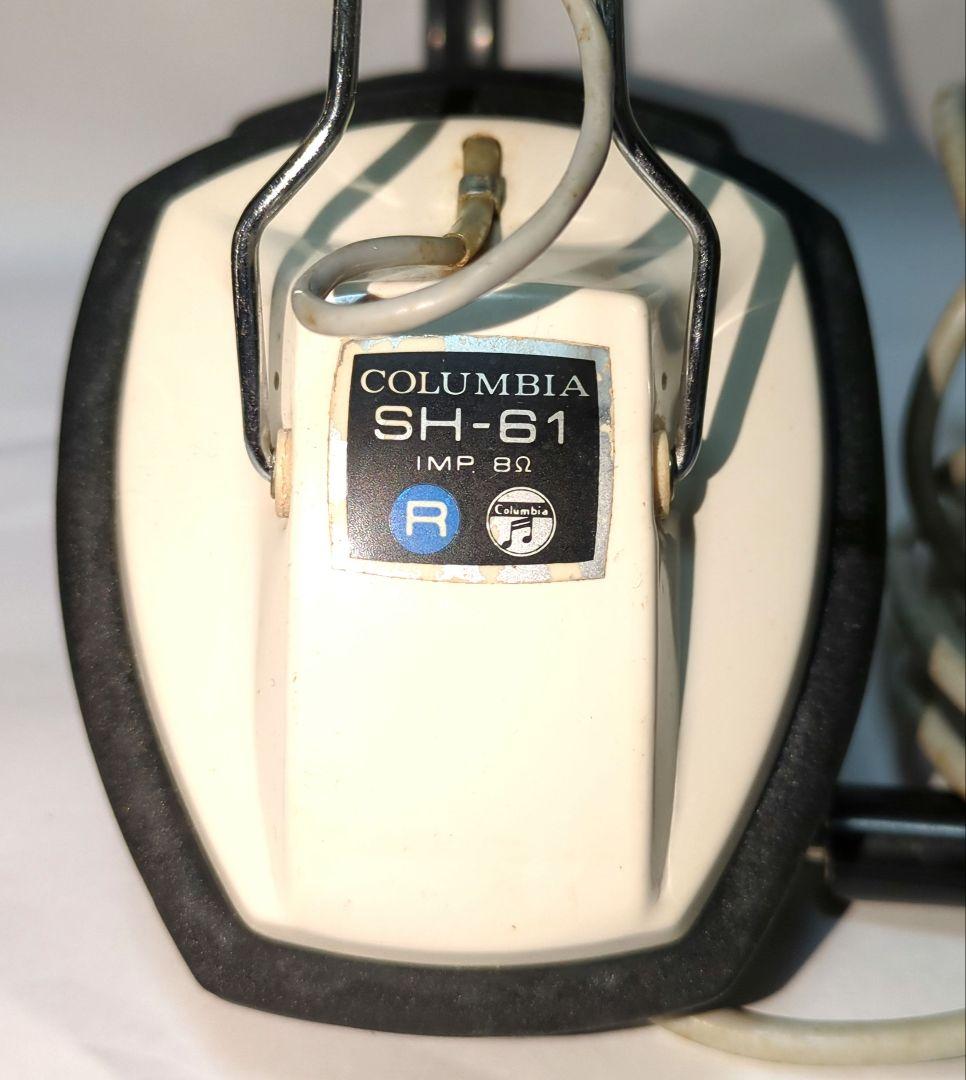 COLUMBIA
SH-61
IMP. 8Ω
R
Columbia